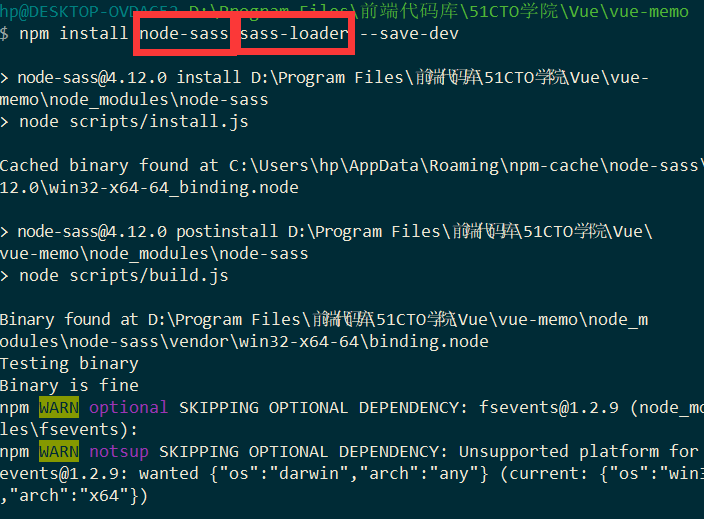 hp@DESKTOP-OVDAGF2 D:\Program Files\前端代码库\51CTO学院\Vue\vue-memo
$ npm install node-sass sass-loader --save-dev
> node-sass@4.12.0 install D:\Program Files\前端代码库\51CTO学院\Vue\vue-
memo\node_modules\node-sass
> node scripts/install.js
Cached binary found at C:\Users\hp\AppData\Roaming\npm-cache\node-sass\
12.0\win32-x64-64_binding.node
> node-sass@4.12.0 postinstall D:\Program Files\前端代码库\51CTO学院\Vue\
vue-memo\node_modules\node-sass
> node scripts/build.js
Binary found at D:\Program Files\前端代码库\51CTO学院\Vue\vue-memo\node_m
odules\node-sass\vendor\win32-x64-64\binding.node
Testing binary
Binary is fine
npm WARN optional SKIPPING OPTIONAL DEPENDENCY: fsevents@1.2.9 (node_mo
les\fsevents):
npm WARN notsup SKIPPING OPTIONAL DEPENDENCY: Unsupported platform for
events@1.2.9: wanted {"os":"darwin","arch":"any"} (current: {"os":"win3
,"arch":"x64"})